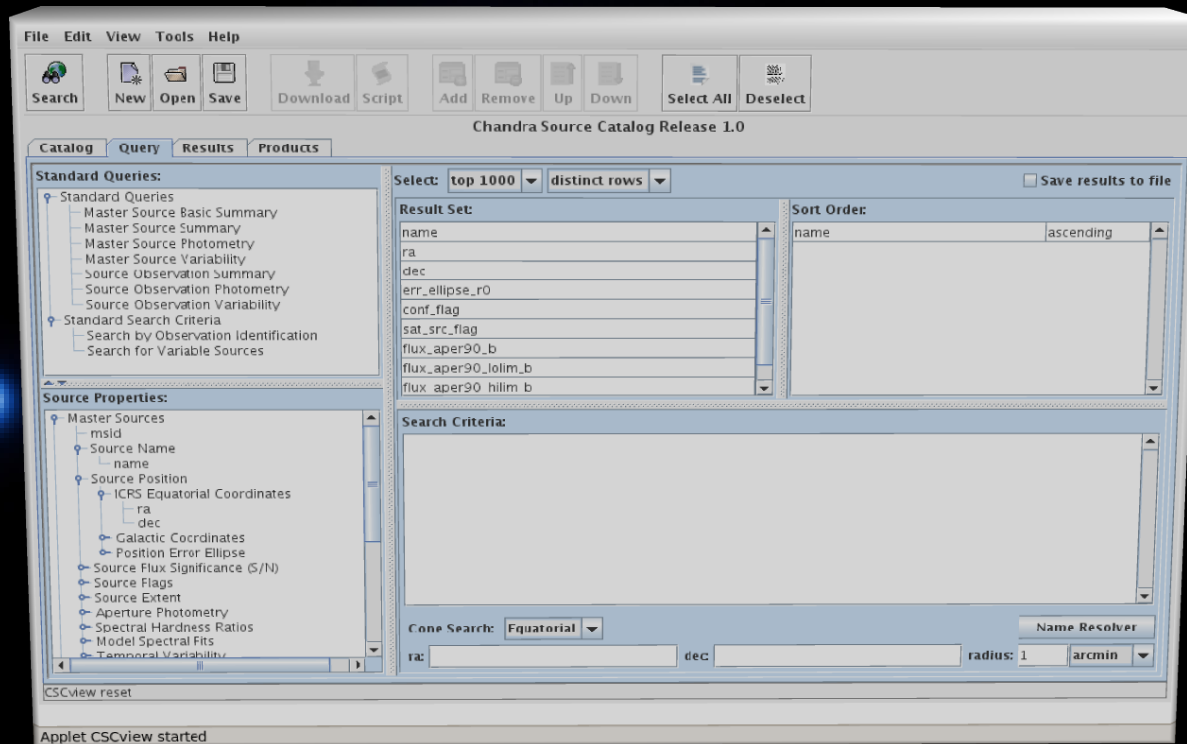 File Edit View Tools Help
Search New Open Save Download Script Add Remove Up Down Select All Deselect
Chandra Source Catalog Release 1.0
Catalog Query Results Products
Standard Queries:
Standard Queries
Master Source Basic Summary
Master Source Summary
Master Source Photometry
Master Source Variability
Source Observation Summary
Source Observation Photometry
Source Observation Variability
Standard Search Criteria
Search by Observation Identification
Search for Variable Sources
Source Properties:
Master Sources
msid
Source Name
name
Source Position
ICRS Equatorial Coordinates
ra
dec
Galactic Coordinates
Position Error Ellipse
Source Flux Significance (S/N)
Source Flags
Source Extent
Aperture Photometry
Spectral Hardness Ratios
Model Spectral Fits
Temporal Variability
Select: top 1000 distinct rows Save results to file
Result Set:
name
ra
dec
err_ellipse_r0
conf_flag
sat_src_flag
flux_aper90_b
flux_aper90_lolim_b
flux_aper90_hilim_b
Sort Order:
name ascending
Search Criteria:
Cone Search: Equatorial Name Resolver
ra: dec: radius: 1 arcmin
CSCview reset
Applet CSCview started